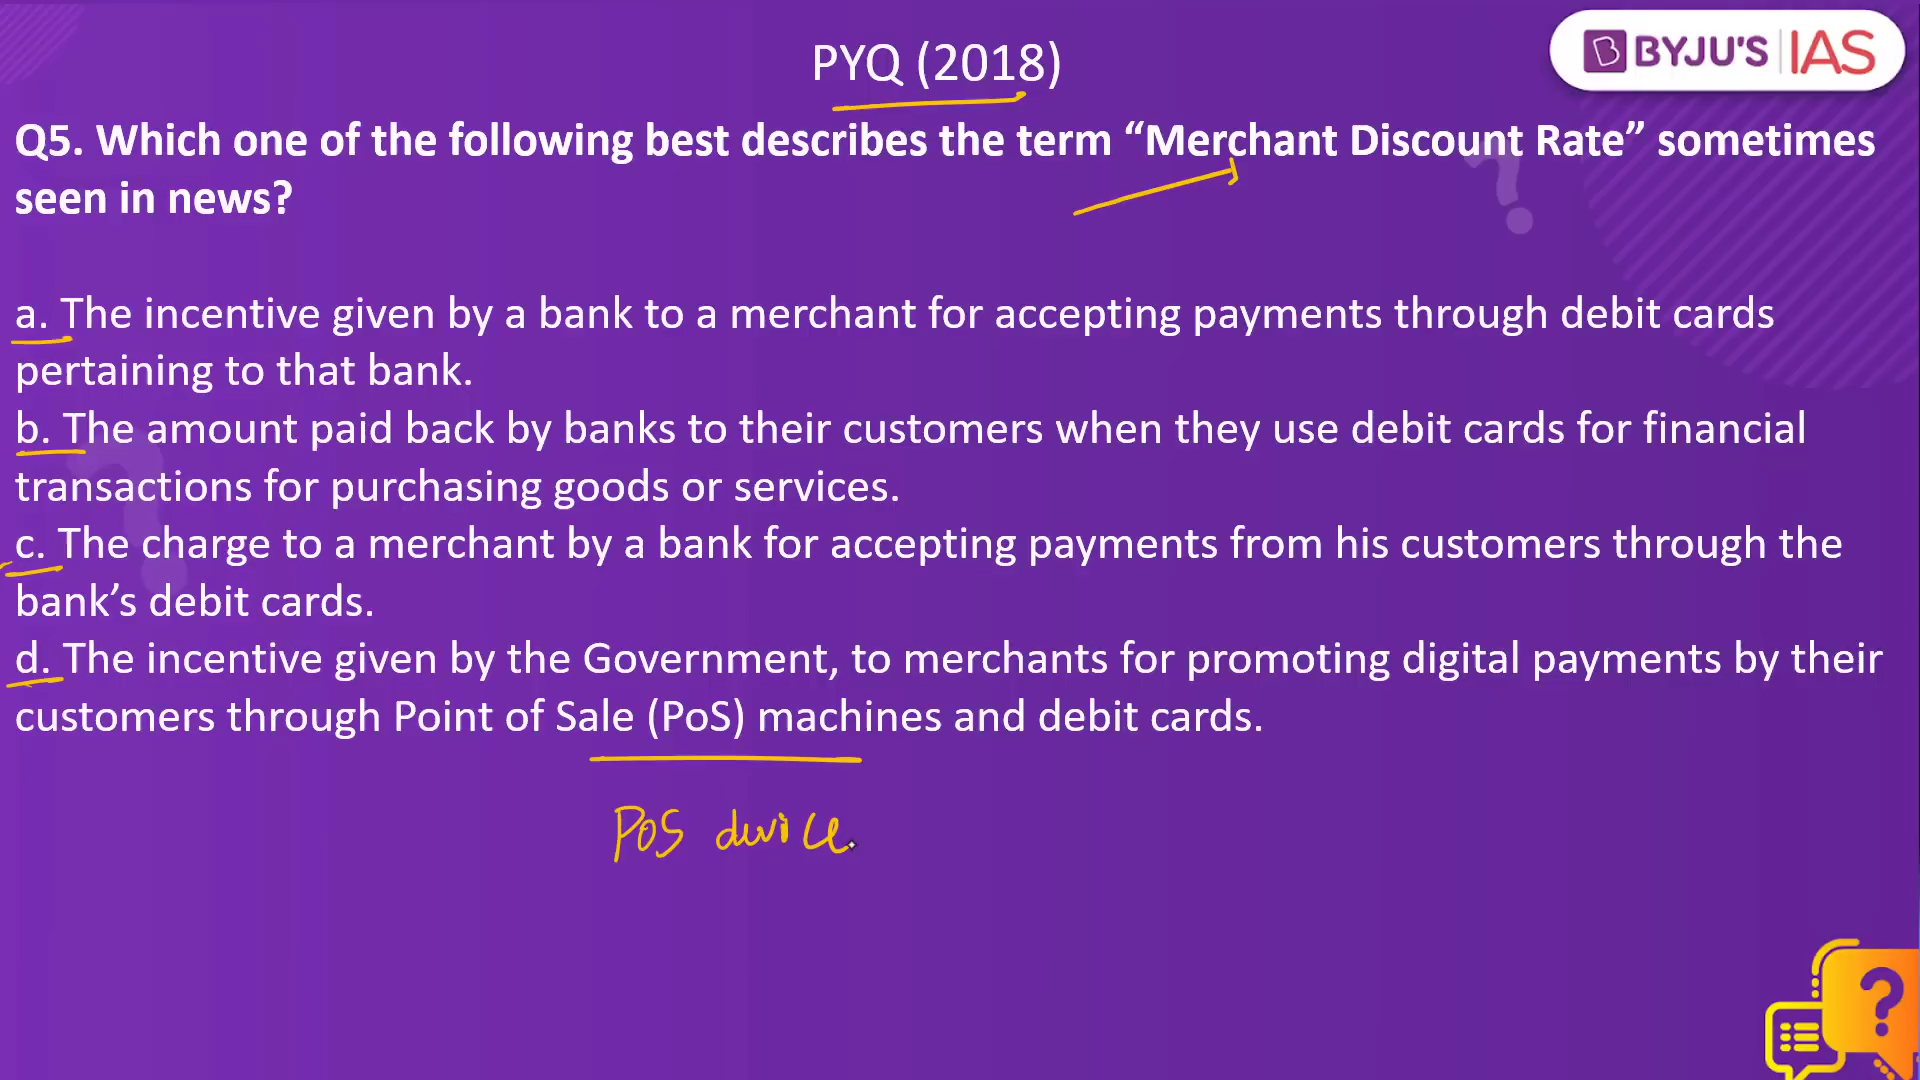 PYQ (2018)
BYJU'S IAS
Q5. Which one of the following best describes the term “Merchant Discount Rate” sometimes
seen in news?
a. The incentive given by a bank to a merchant for accepting payments through debit cards
pertaining to that bank.
b. The amount paid back by banks to their customers when they use debit cards for financial
transactions for purchasing goods or services.
c. The charge to a merchant by a bank for accepting payments from his customers through the
bank’s debit cards.
d. The incentive given by the Government, to merchants for promoting digital payments by their
customers through Point of Sale (PoS) machines and debit cards.
PoS device